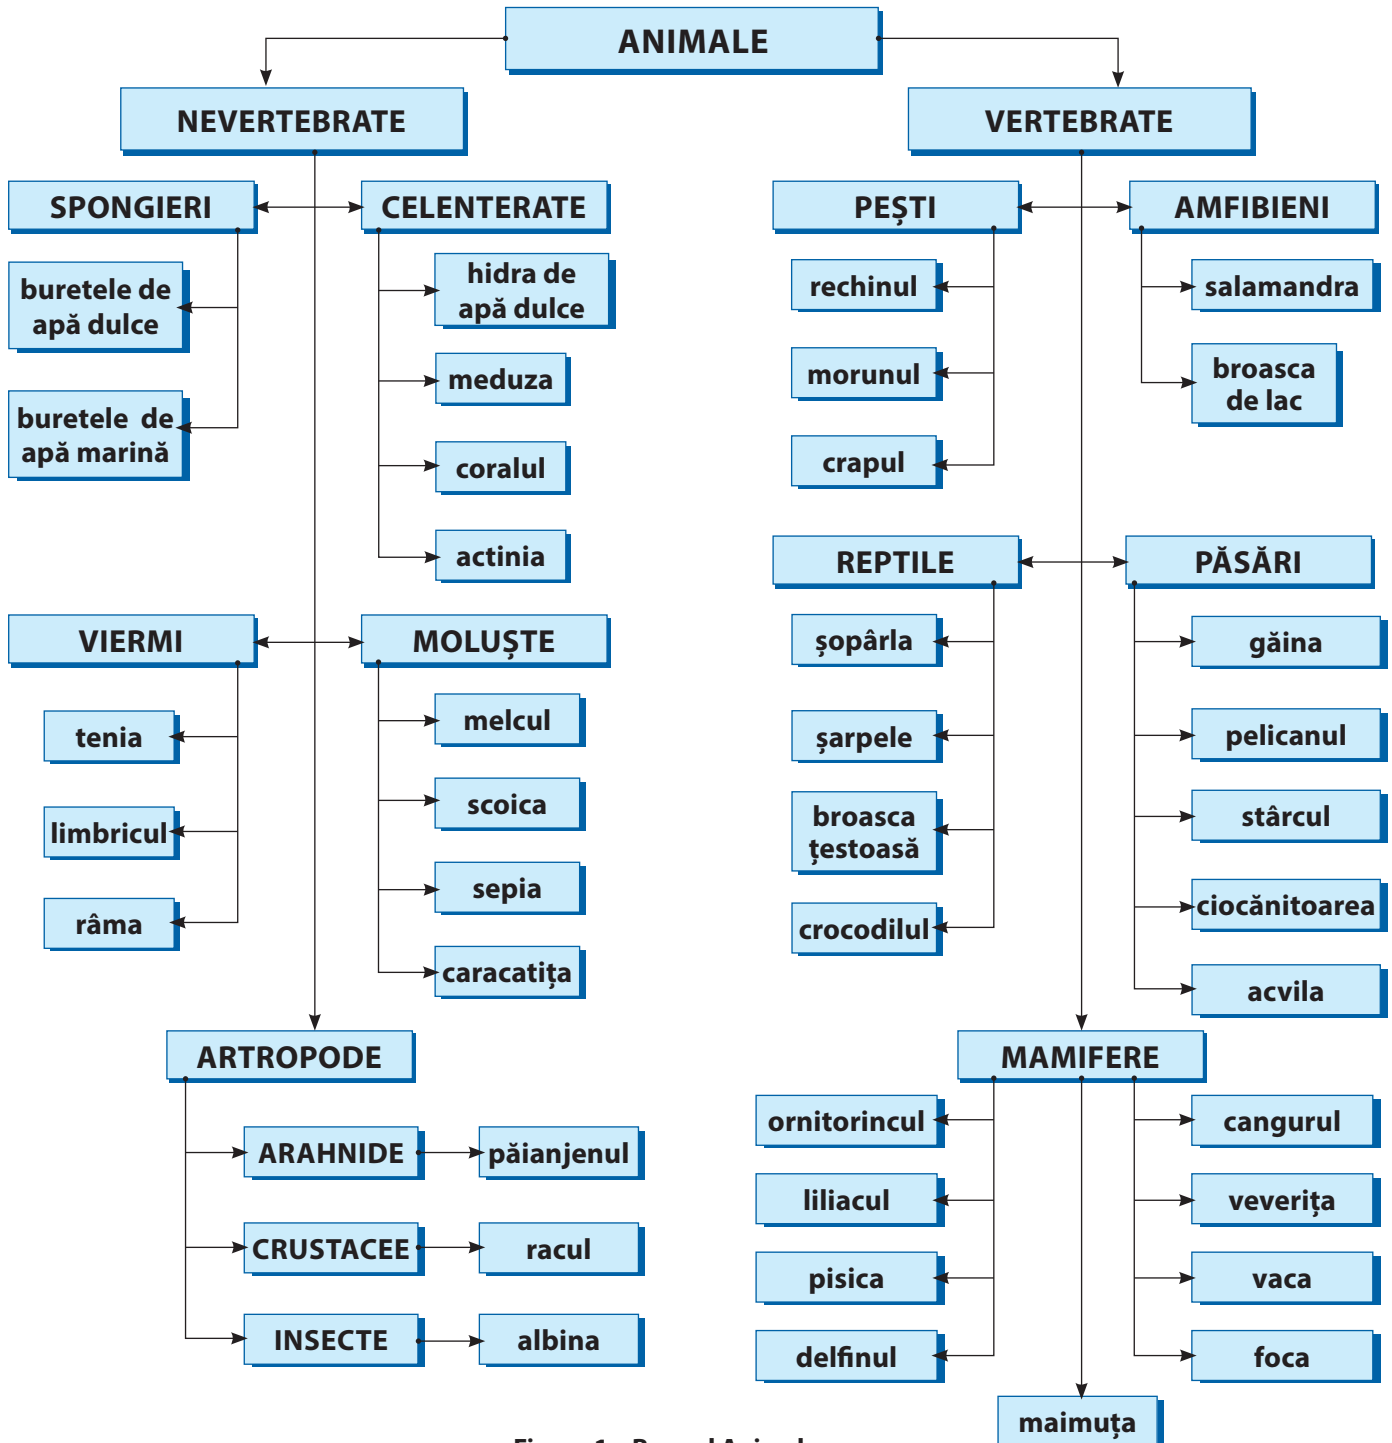 ANIMALE
NEVERTEBRATE
VERTEBRATE
SPONGIERI
CELENTERATE
PEȘTI
AMFIBIENI
buretele de
apă dulce
buretele de
apă marină
hidra de
apă dulce
meduza
coralul
actinia
rechinul
morunul
crapul
salamandra
broasca
de lac
VIERMI
MOLUȘTE
REPTILE
PĂSĂRI
tenia
limbricul
râma
melcul
scoica
sepia
caracatița
șopârla
șarpele
broasca
țestoasă
crocodilul
găina
pelicanul
stârcul
ciocănitoarea
acvila
ARTROPODE
MAMIFERE
ARAHNIDE
păianjenul
CRUSTACEE
racul
INSECTE
albina
ornitorincul
liliacul
pisica
delfinul
cangurul
veverița
vaca
foca
maimuța